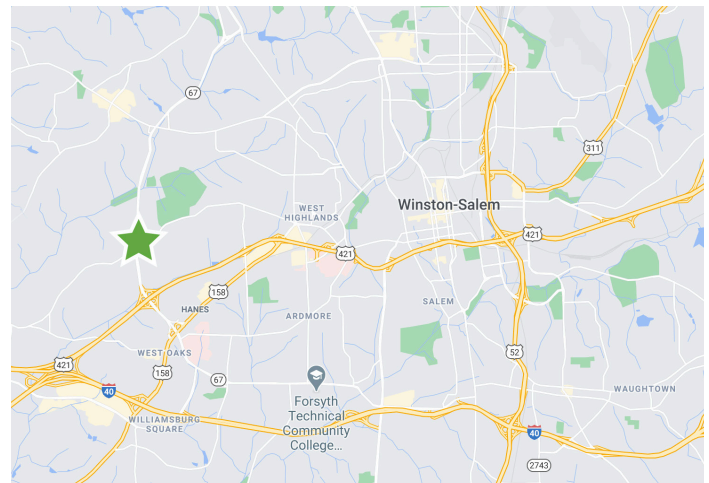 67
311
WEST
HIGHLANDS
Winston-Salem
421
421
158
HANES
ARDMORE
SALEM
WEST OAKS
52
421
158
67
40
WAUGHTOWN
Forsyth
Technical
Community
College...
WILLIAMSBURG
SQUARE
40
2743